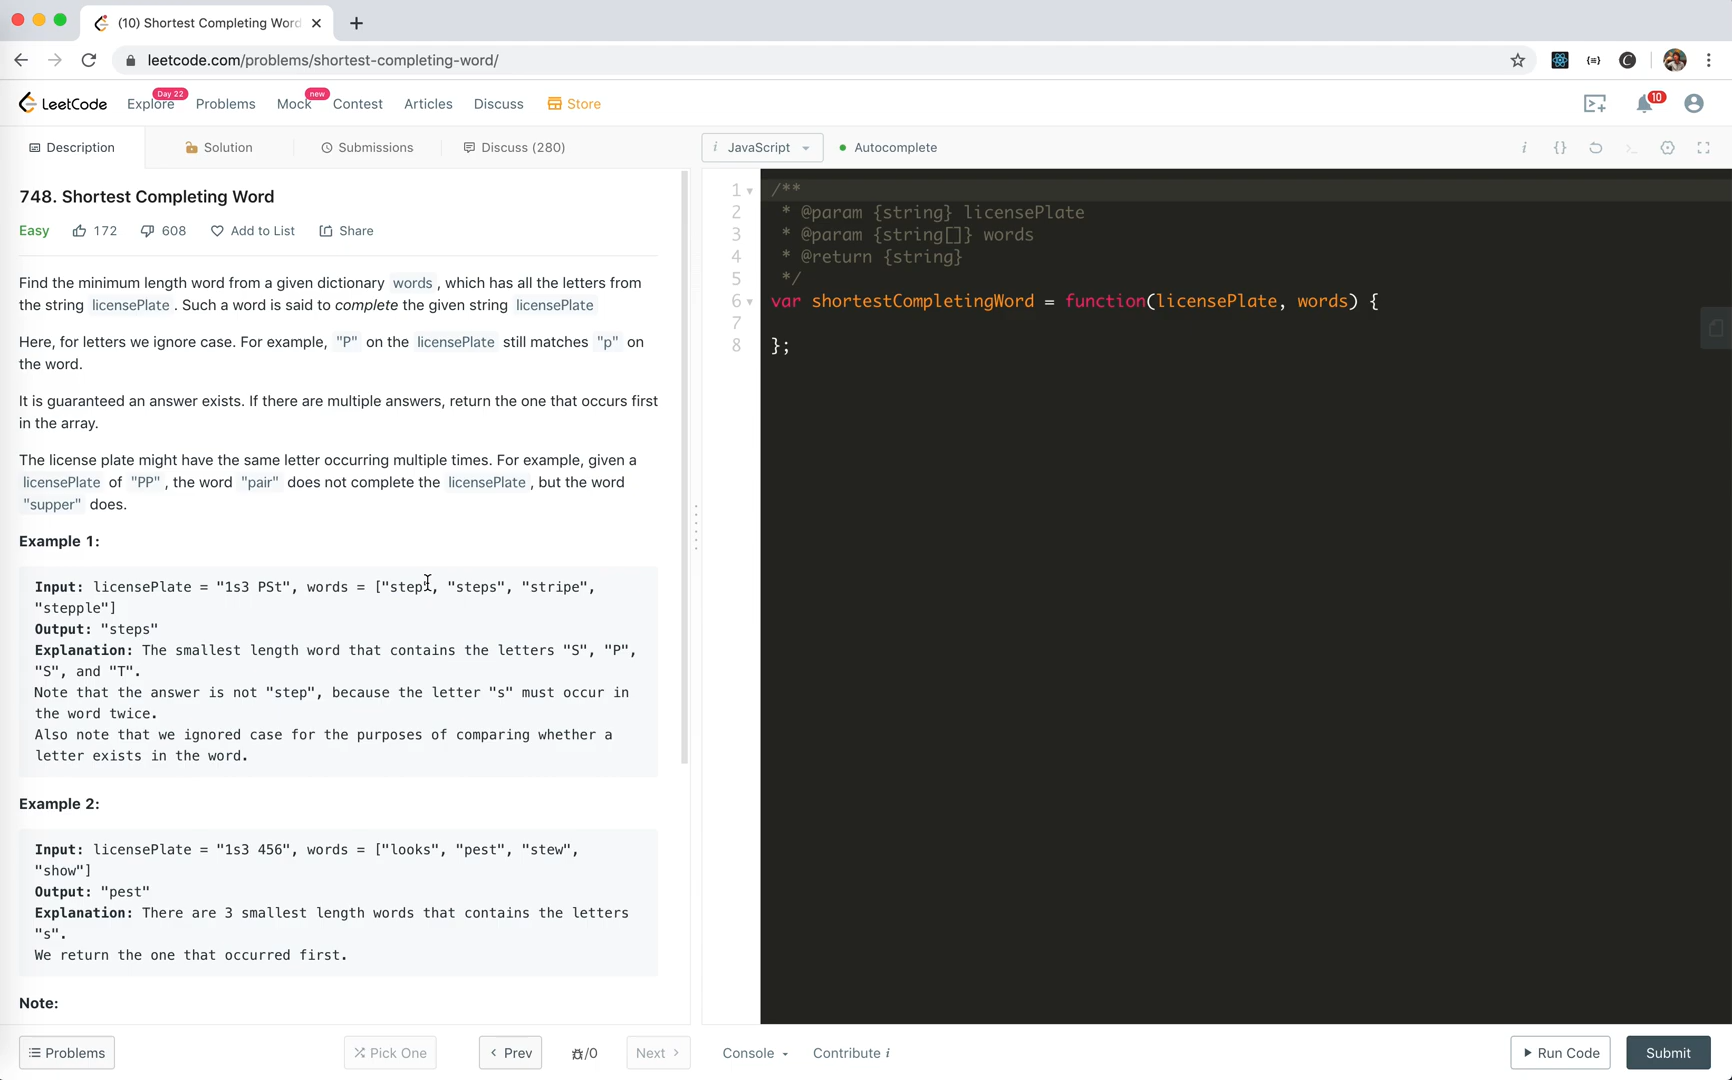 (10) Shortest Completing Word
leetcode.com/problems/shortest-completing-word/
LeetCode Explore Day 22 Problems Mock new Contest Articles Discuss Store 10
Description Solution Submissions Discuss (280)
i JavaScript Autocomplete
748. Shortest Completing Word
Easy 172 608 Add to List Share
Find the minimum length word from a given dictionary words , which has all the letters from
the string licensePlate . Such a word is said to complete the given string licensePlate
Here, for letters we ignore case. For example, "P" on the licensePlate still matches "p" on
the word.
It is guaranteed an answer exists. If there are multiple answers, return the one that occurs first
in the array.
The license plate might have the same letter occurring multiple times. For example, given a
licensePlate of "PP" , the word "pair" does not complete the licensePlate , but the word
"supper" does.
Example 1:
Input: licensePlate = "1s3 PSt", words = ["step", "steps", "stripe",
"stepple"]
Output: "steps"
Explanation: The smallest length word that contains the letters "S", "P",
"S", and "T".
Note that the answer is not "step", because the letter "s" must occur in
the word twice.
Also note that we ignored case for the purposes of comparing whether a
letter exists in the word.
Example 2:
Input: licensePlate = "1s3 456", words = ["looks", "pest", "stew",
"show"]
Output: "pest"
Explanation: There are 3 smallest length words that contains the letters
"s".
We return the one that occurred first.
Note:
1 /**
2 * @param {string} licensePlate
3 * @param {string[]} words
4 * @return {string}
5 */
6 var shortestCompletingWord = function(licensePlate, words) {
7
8 };
Problems Pick One Prev /0 Next Console Contribute i Run Code Submit